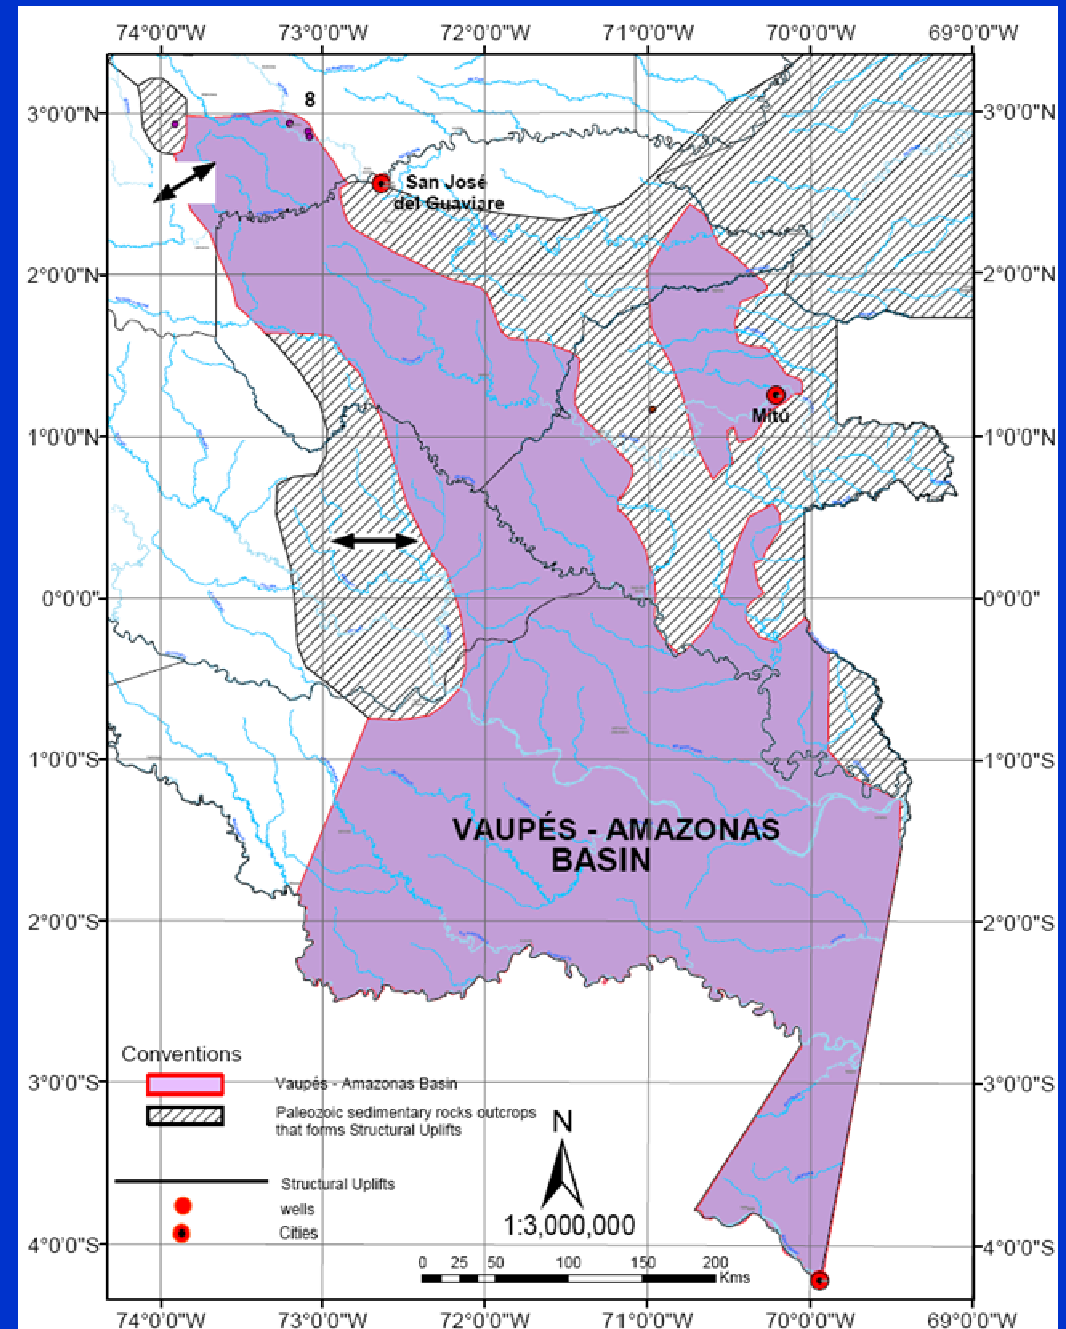 74°0'0"W 73°0'0"W 72°0'0"W 71°0'0"W 70°0'0"W 69°0'0"W
3°0'0"N 3°0'0"N
8
San José
del Guaviare
2°0'0"N 2°0'0"N
Mitú
1°0'0"N 1°0'0"N
0°0'0" 0°0'0"
1°0'0"S 1°0'0"S
VAUPÉS - AMAZONAS
BASIN
2°0'0"S 2°0'0"S
Conventions
Vaupés - Amazonas Basin
3°0'0"S 3°0'0"S
Paleozoic sedimentary rocks outcrops
that forms Structural Uplifts
N
Structural Uplifts
wells
1:3,000,000
Cities
4°0'0"S 4°0'0"S
0 25 50 100 150 200
Kms
74°0'0"W 73°0'0"W 72°0'0"W 71°0'0"W 70°0'0"W 69°0'0"W